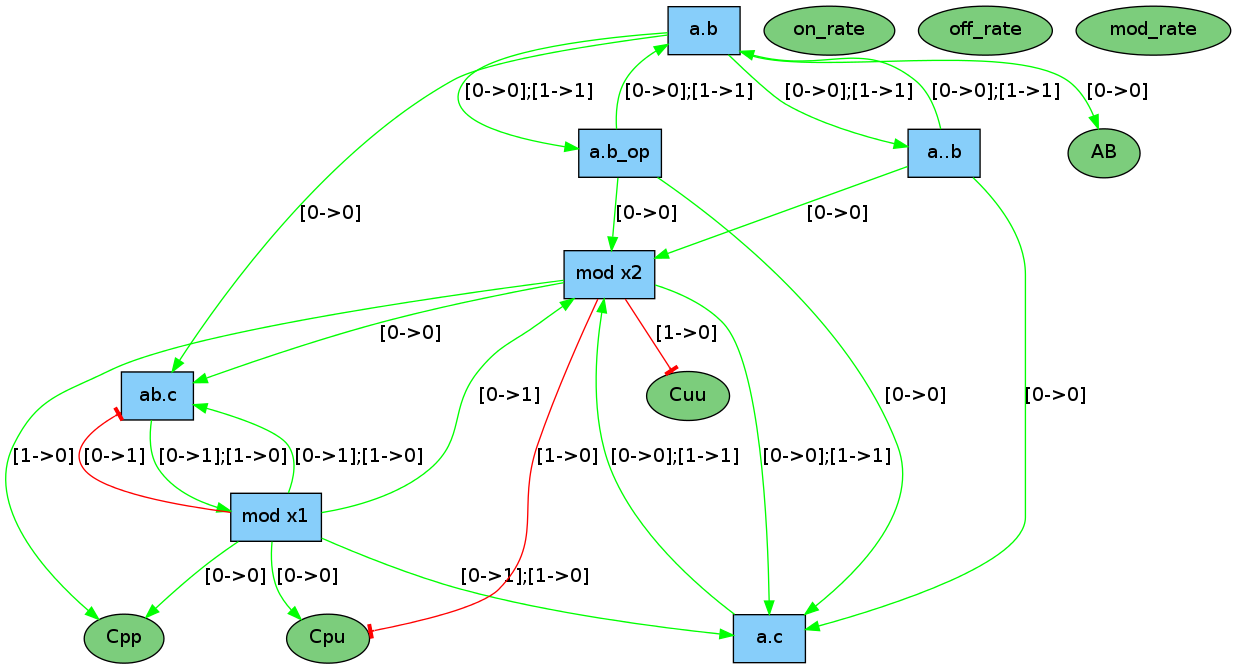 a.b
on_rate
off_rate
mod_rate
[0->0];[1->1]
[0->0];[1->1]
[0->0];[1->1]
[0->0];[1->1]
[0->0]
a.b_op
a..b
AB
[0->0]
[0->0]
[0->0]
mod x2
[0->0]
[1->0]
ab.c
[0->1]
Cuu
[0->0]
[0->0]
[1->0]
[0->1]
[0->1];[1->0]
[0->1];[1->0]
[1->0]
[0->0];[1->1]
[0->0];[1->1]
mod x1
[0->0]
[0->0]
[0->1];[1->0]
Cpp
Cpu
a.c